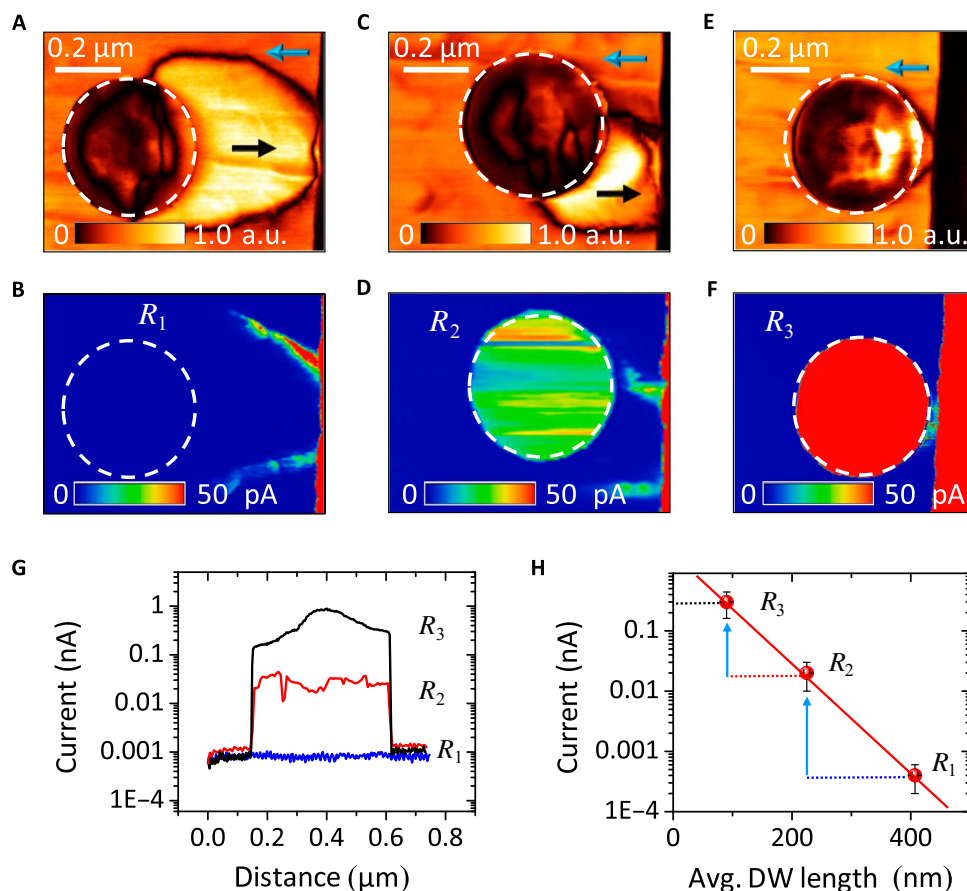 A
C
E
0.2 µm
0.2 µm
0.2 µm
0 1.0 a.u.
0 1.0 a.u.
0 1.0 a.u.
B
D
F
R1
R2
R3
0 50 pA
0 50 pA
0 50 pA
G
H
Current (nA)
1
0.1
0.01
0.001
1E−4
R3
R2
R1
0.0 0.2 0.4 0.6 0.8
Distance (µm)
Current (nA)
0.1
0.01
0.001
1E−4
R3
R2
R1
0 200 400
Avg. DW length (nm)